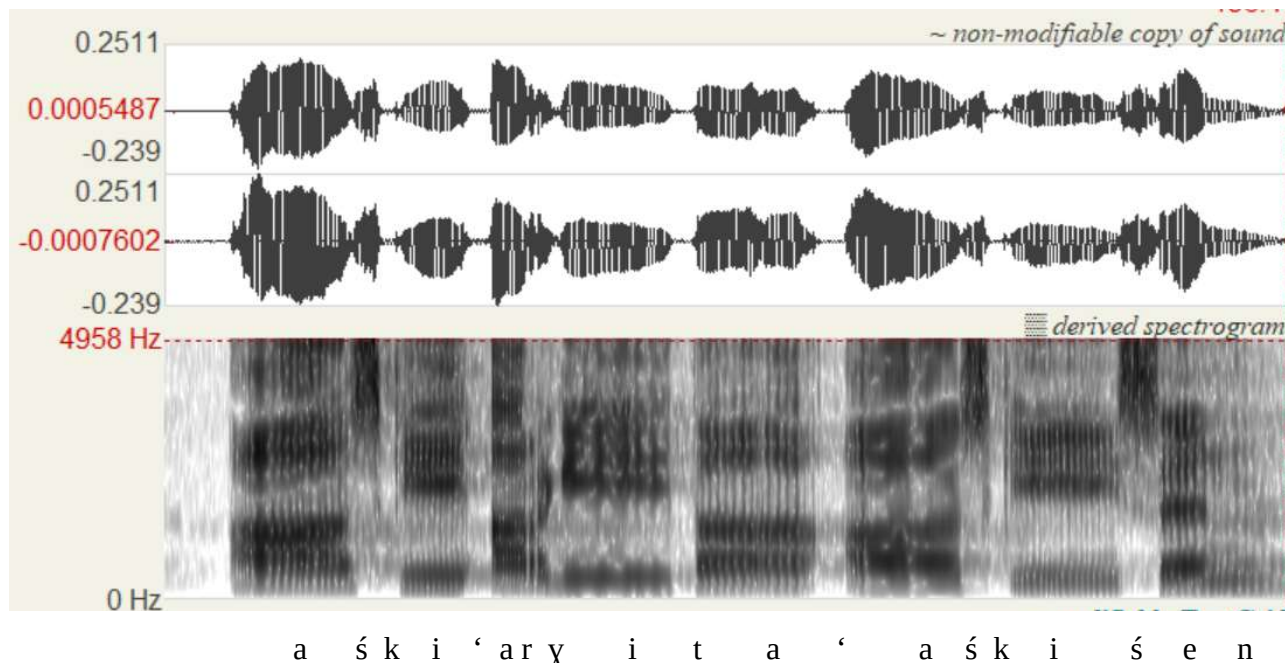 0.2511
~ non-modifiable copy of sound
0.0005487
-0.239
0.2511
-0.0007602
-0.239
derived spectrogram
4958 Hz
0 Hz
a ś k i ‘ a r y i t a ‘ a ś k i ś e n